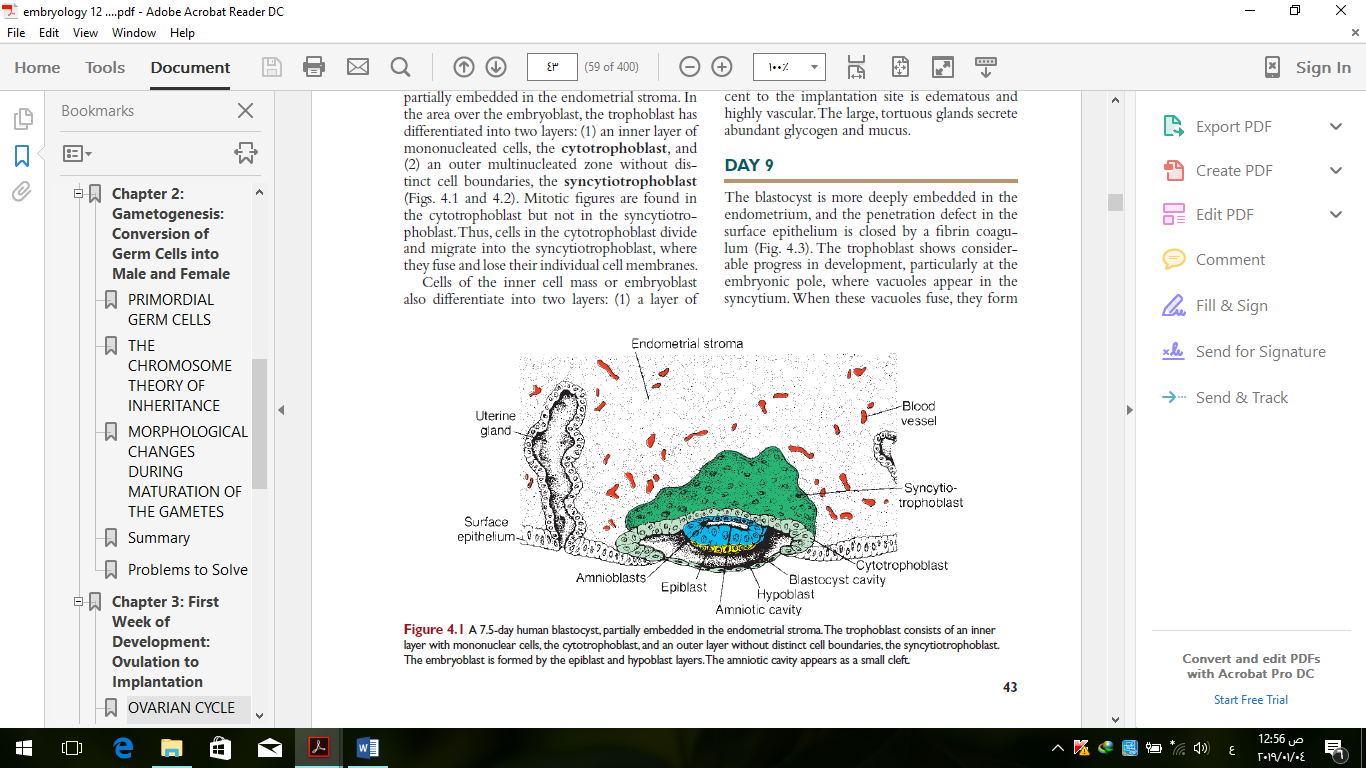 embryology 12 ....pdf - Adobe Acrobat Reader DC
File Edit View Window Help
Home Tools Document
٤٣ (59 of 400)
١٠٠٪
Sign In
Bookmarks
Chapter 2:
Gametogenesis:
Conversion of
Germ Cells into
Male and Female
PRIMORDIAL
GERM CELLS
THE
CHROMOSOME
THEORY OF
INHERITANCE
MORPHOLOGICAL
CHANGES
DURING
MATURATION OF
THE GAMETES
Summary
Problems to Solve
Chapter 3: First
Week of
Development:
Ovulation to
Implantation
OVARIAN CYCLE
partially embedded in the endometrial stroma. In
the area over the embryoblast, the trophoblast has
differentiated into two layers: (1) an inner layer of
mononucleated cells, the cytotrophoblast, and
(2) an outer multinucleated zone without dis-
tinct cell boundaries, the syncytiotrophoblast
(Figs. 4.1 and 4.2). Mitotic figures are found in
the cytotrophoblast but not in the syncytiotro-
phoblast. Thus, cells in the cytotrophoblast divide
and migrate into the syncytiotrophoblast, where
they fuse and lose their individual cell membranes.
Cells of the inner cell mass or embryoblast
also differentiate into two layers: (1) a layer of
cent to the implantation site is edematous and
highly vascular. The large, tortuous glands secrete
abundant glycogen and mucus.
DAY 9
The blastocyst is more deeply embedded in the
endometrium, and the penetration defect in the
surface epithelium is closed by a fibrin coagu-
lum (Fig. 4.3). The trophoblast shows consider-
able progress in development, particularly at the
embryonic pole, where vacuoles appear in the
syncytium. When these vacuoles fuse, they form
Endometrial stroma
Uterine
gland
Blood
vessel
Syncytio-
trophoblast
Surface
epithelium
Cytotrophoblast
Amnioblasts
Blastocyst cavity
Epiblast
Hypoblast
Amniotic cavity
Figure 4.1 A 7.5-day human blastocyst, partially embedded in the endometrial stroma. The trophoblast consists of an inner
layer with mononuclear cells, the cytotrophoblast, and an outer layer without distinct cell boundaries, the syncytiotrophoblast.
The embryoblast is formed by the epiblast and hypoblast layers. The amniotic cavity appears as a small cleft.
43
Export PDF
Create PDF
Edit PDF
Comment
Fill & Sign
Send for Signature
Send & Track
Convert and edit PDFs
with Acrobat Pro DC
Start Free Trial
ع
12:56 ص
٢٠١٩/٠١/٠٤